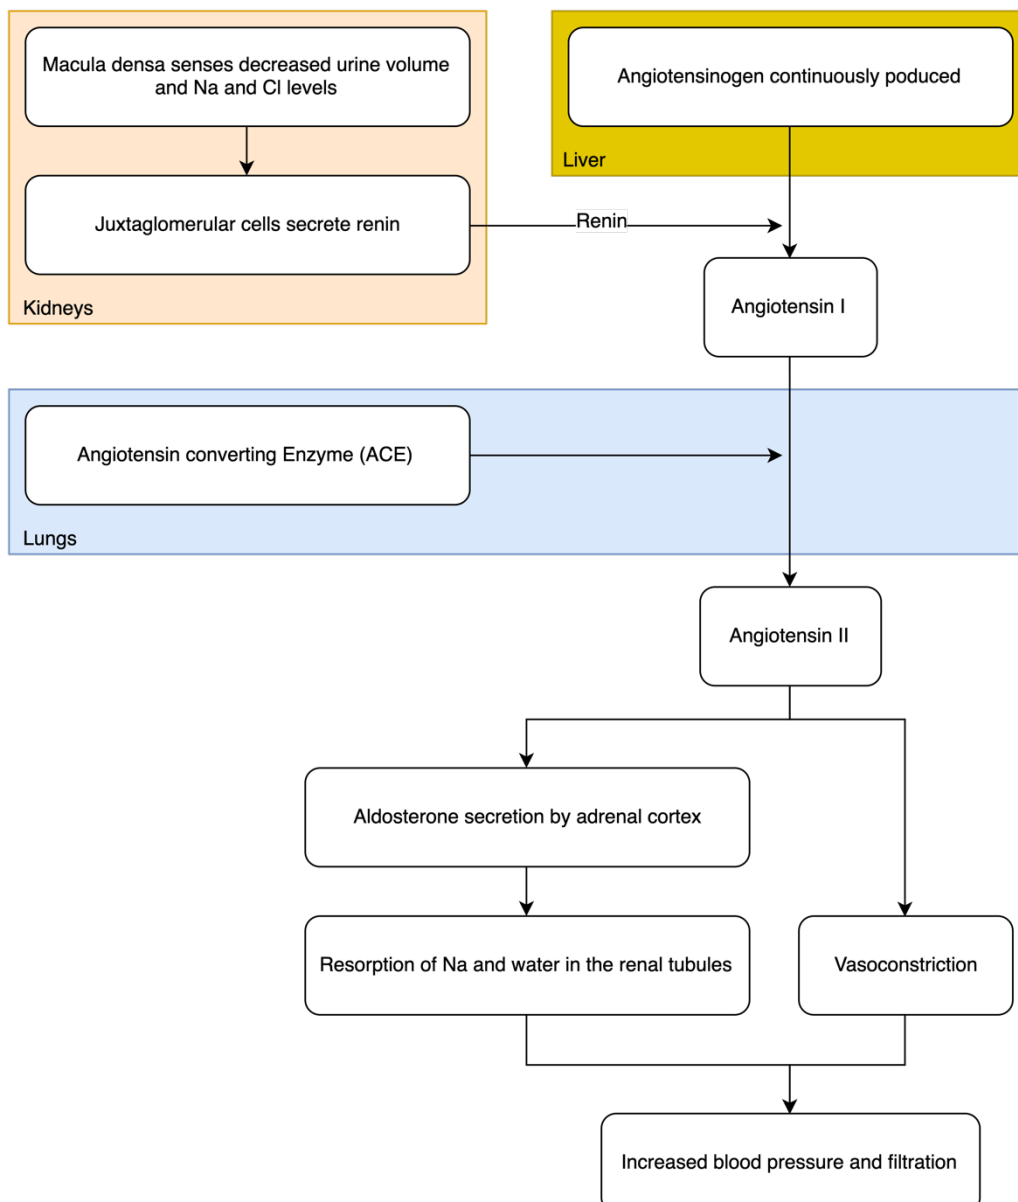 Macula densa senses decreased urine volume
and Na and Cl levels
Juxtaglomerular cells secrete renin
Kidneys
Angiotensinogen continuously poduced
Liver
Renin
Angiotensin I
Angiotensin converting Enzyme (ACE)
Lungs
Angiotensin II
Aldosterone secretion by adrenal cortex
Resorption of Na and water in the renal tubules
Vasoconstriction
Increased blood pressure and filtration